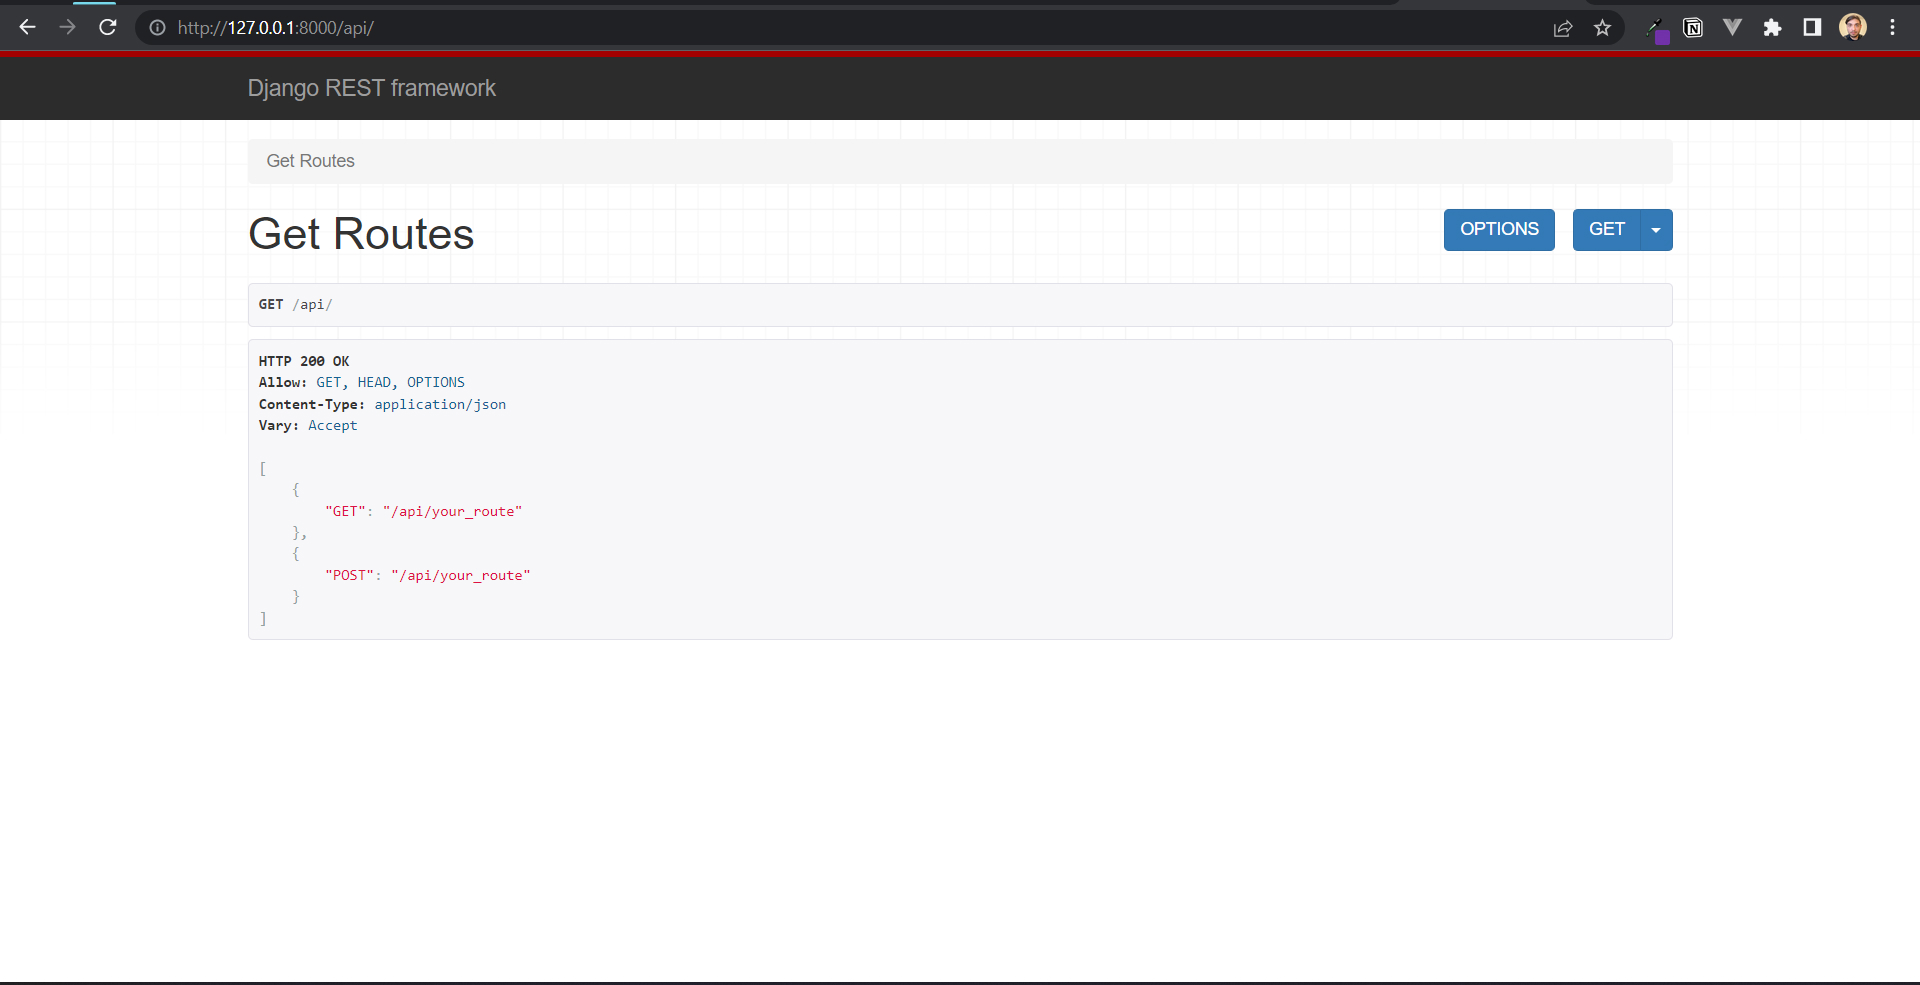 http://127.0.0.1:8000/api/
Django REST framework
Get Routes
Get Routes
OPTIONS GET
GET /api/
HTTP 200 OK
Allow: GET, HEAD, OPTIONS
Content-Type: application/json
Vary: Accept
[
    {
        "GET": "/api/your_route"
    },
    {
        "POST": "/api/your_route"
    }
]